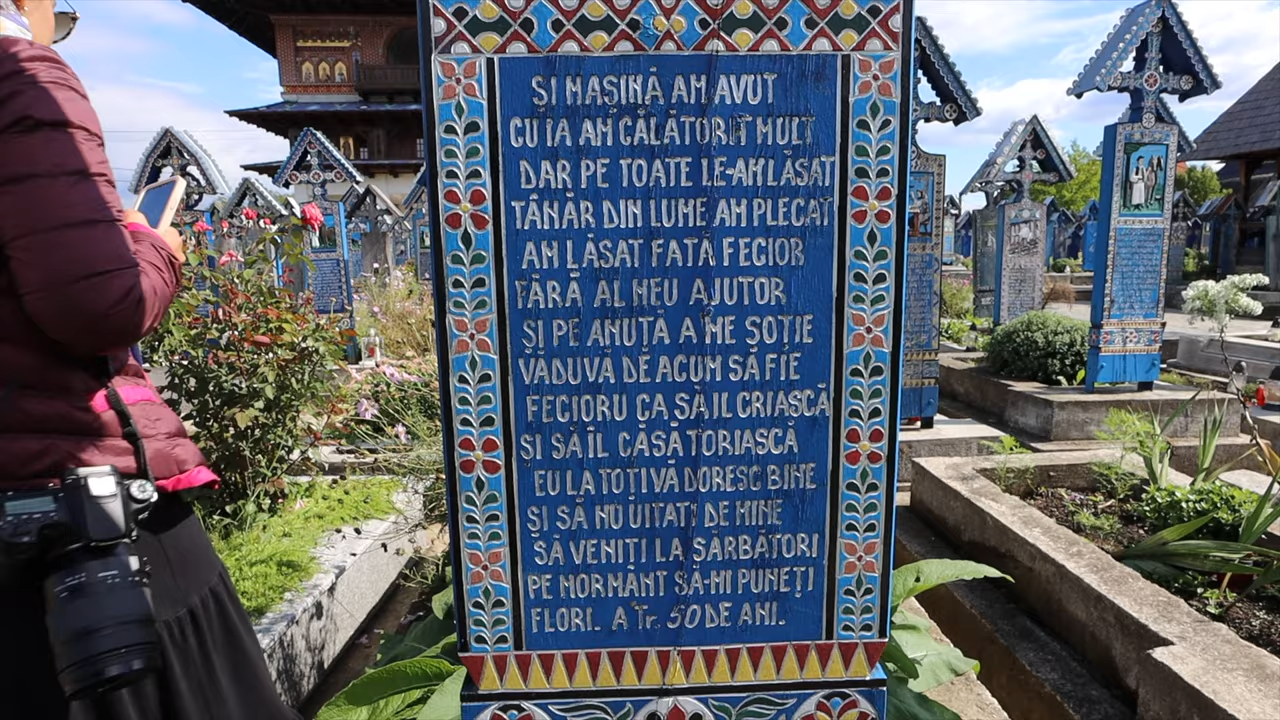 SI MAȘINĂ AM AVUT
CU IA AM CĂLĂTORIT MULT
DAR PE TOATE LE-AM LĂSAT
TÂNĂR DIN LUME AM PLECAT
AM LĂSAT FATĂ FECIOR
FĂRĂ AL MEU AJUTOR
ȘI PE ANUȚĂ A ME SOȚIE
VĂDUVĂ DE ACUM SĂ FIE
FECIORU CA SĂ IL CRIASCĂ
ȘI SĂ ÎL CĂSĂTORIASCĂ
EU LA TOȚI VĂ DORESC BINE
ȘI SĂ NU UITAȚI DE MINE
SĂ VENIȚI LA SĂRBĂTORI
PE MORMÂNT SĂ-MI PUNEȚI
FLORI. A Tr. 50 DE ANI.